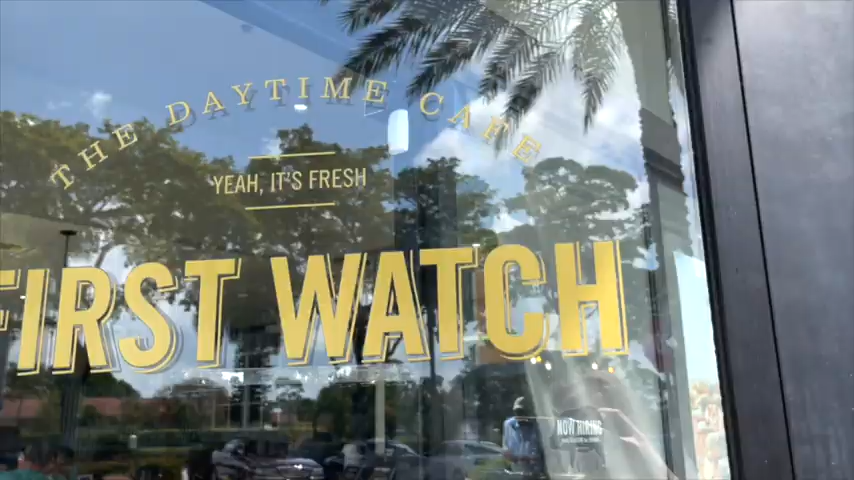 THE DAYTIME CAFE
YEAH, IT'S FRESH
FIRST WATCH
NOW HIRING